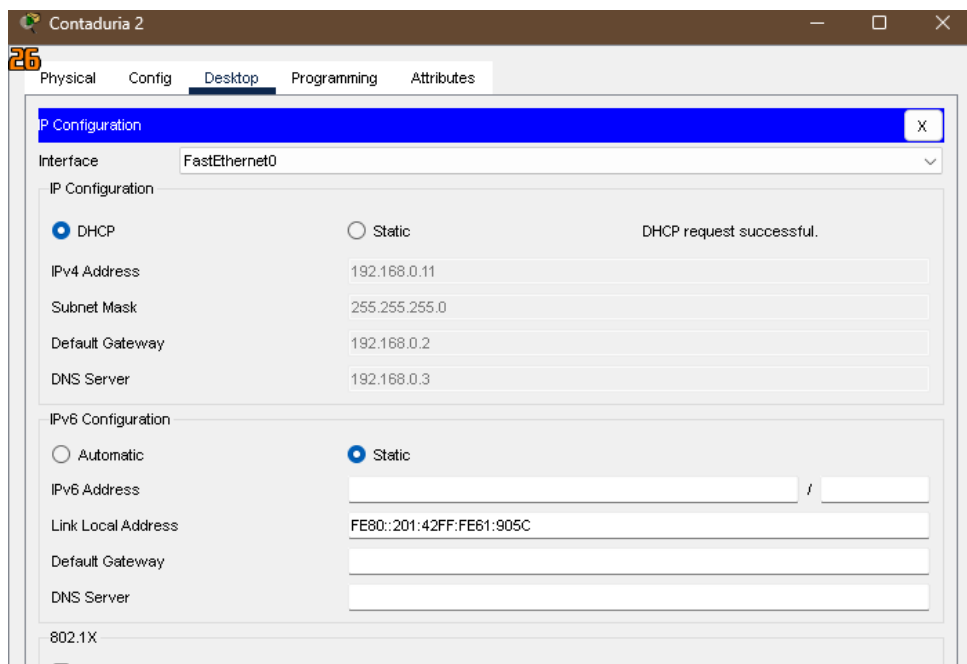 Contaduria 2
26
Physical Config Desktop Programming Attributes
IP Configuration X
Interface FastEthernet0
IP Configuration
DHCP Static DHCP request successful.
IPv4 Address 192.168.0.11
Subnet Mask 255.255.255.0
Default Gateway 192.168.0.2
DNS Server 192.168.0.3
IPv6 Configuration
Automatic Static
IPv6 Address /
Link Local Address FE80::201:42FF:FE61:905C
Default Gateway
DNS Server
802.1X